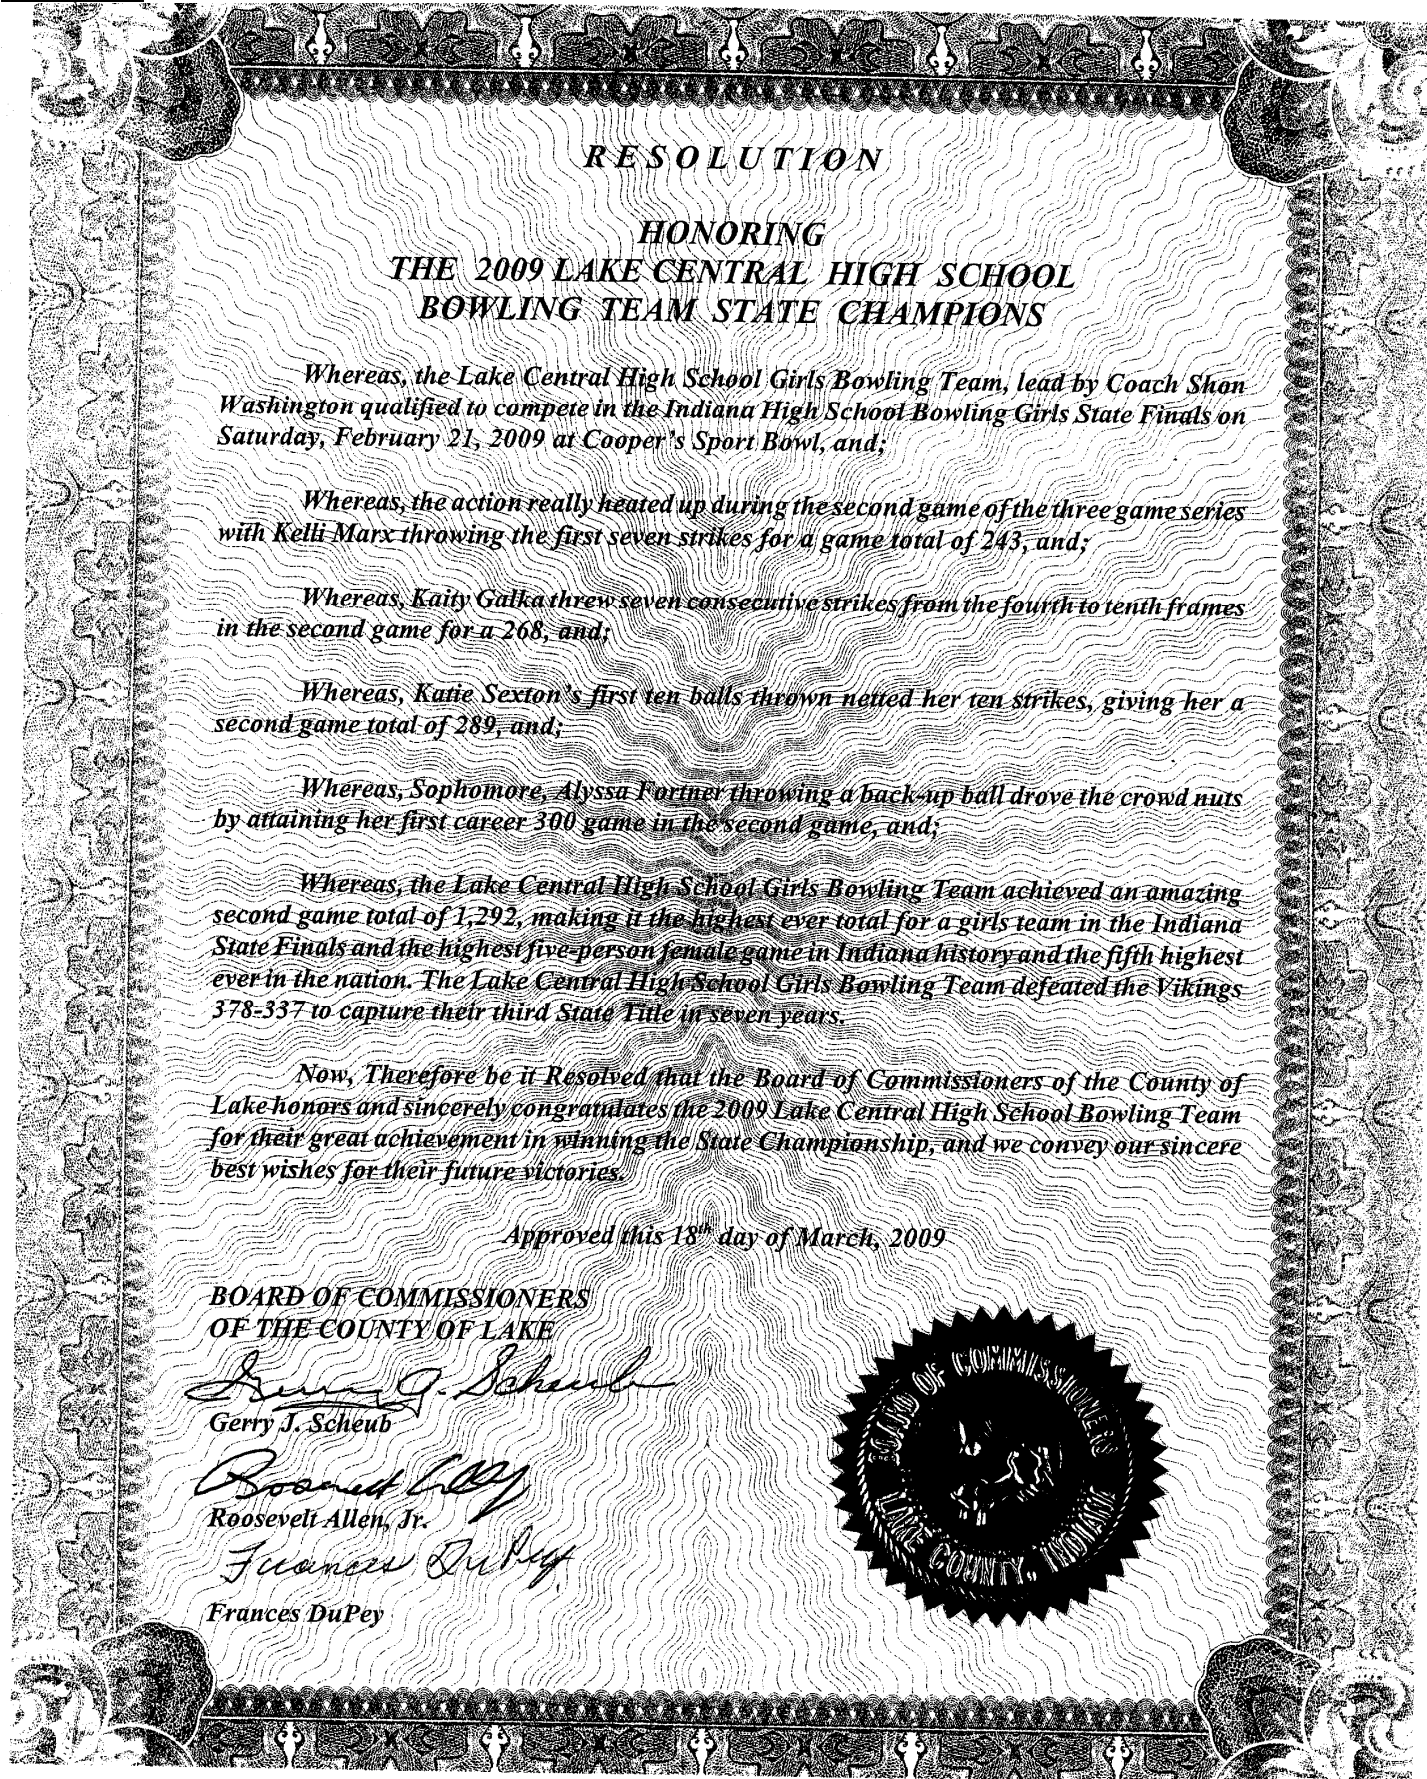 RESOLUTION
HONORING
THE 2009 LAKE CENTRAL HIGH SCHOOL
BOWLING TEAM STATE CHAMPIONS
Whereas, the Lake Central High School Girls Bowling Team, lead by Coach Shon
Washington qualified to compete in the Indiana High School Bowling Girls State Finals on
Saturday, February 21, 2009 at Cooper's Sport Bowl, and;
Whereas, the action really heated up during the second game of the three game series
with Kelli Marx throwing the first seven strikes for a game total of 243, and;
Whereas, Kaity Galka threw seven consecutive strikes from the fourth to tenth frames
in the second game for a 268, and;
Whereas, Katie Sexton's first ten balls thrown netted her ten strikes, giving her a
second game total of 289, and;
Whereas, Sophomore, Alyssa Fortner throwing a back-up ball drove the crowd nuts
by attaining her first career 300 game in the second game, and;
Whereas, the Lake Central High School Girls Bowling Team achieved an amazing
second game total of 1,292, making it the highest ever total for a girls team in the Indiana
State Finals and the highest five-person female game in Indiana history and the fifth highest
ever in the nation. The Lake Central High School Girls Bowling Team defeated the Vikings
378-337 to capture their third State Title in seven years.
Now, Therefore be it Resolved that the Board of Commissioners of the County of
Lake honors and sincerely congratulates the 2009 Lake Central High School Bowling Team
for their great achievement in winning the State Championship, and we convey our sincere
best wishes for their future victories.
Approved this 18th day of March, 2009
BOARD OF COMMISSIONERS
OF THE COUNTY OF LAKE
Gerry J. Scheub
Gerry J. Scheub
Roosevelt Allen
Roosevelt Allen, Jr.
Frances DuPey
Frances DuPey
BOARD OF COMMISSIONERS
LAKE COUNTY, INDIANA